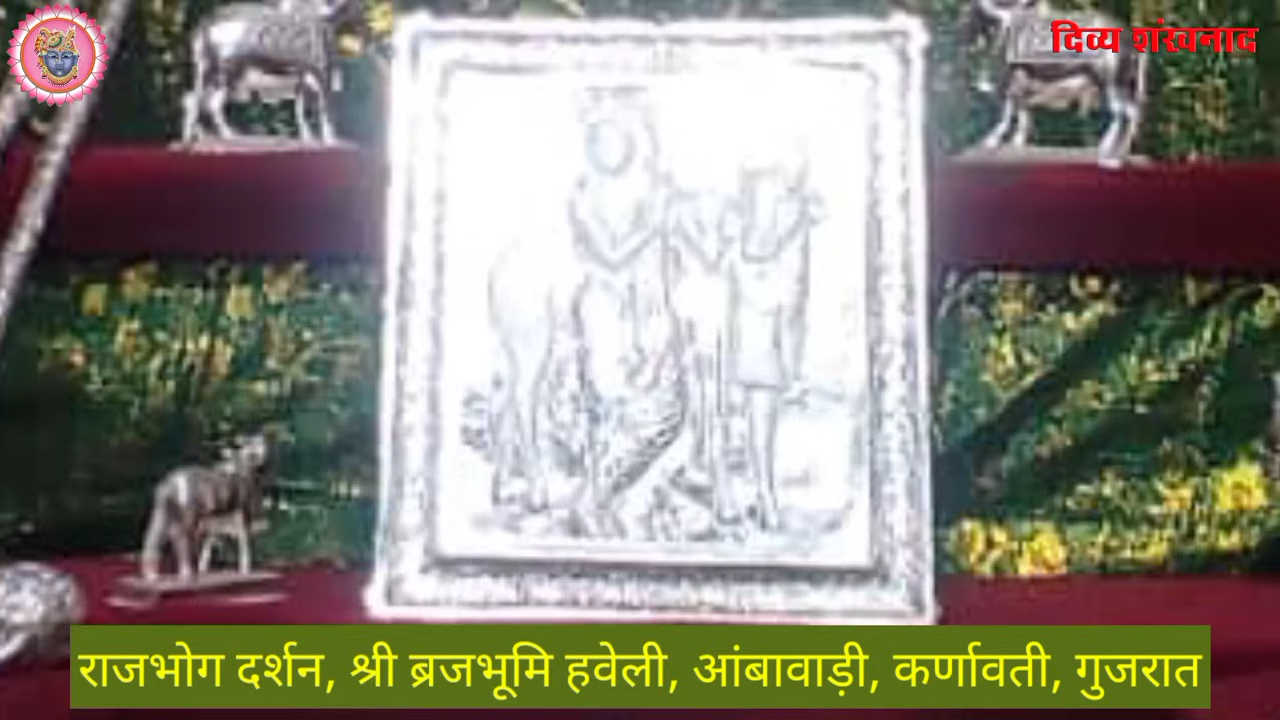 दिव्य शंखनाद
राजभोग दर्शन, श्री ब्रजभूमि हवेली, आंबावाड़ी, कर्णावती, गुजरात